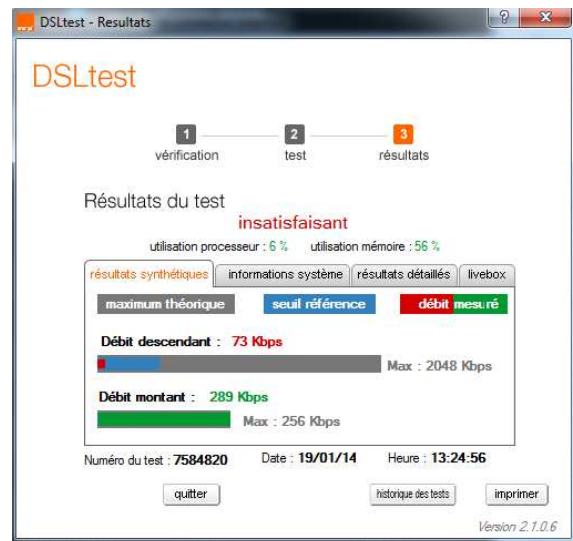 DSLtest - Resultats
DSLtest
1 2 3
vérification test résultats
Résultats du test
insatisfaisant
utilisation processeur : 6 % utilisation mémoire : 56 %
résultats synthétiques informations système résultats détaillés livebox
maximum théorique seuil référence débit mesuré
Débit descendant : 73 Kbps
Max : 2048 Kbps
Débit montant : 289 Kbps
Max : 256 Kbps
Numéro du test : 7584820 Date : 19/01/14 Heure : 13:24:56
quitter historique des tests imprimer
Version 2.1.0.6